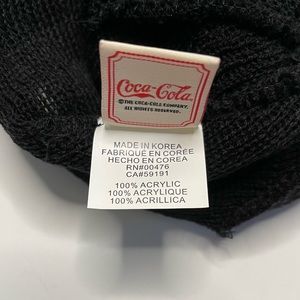 Coca-Cola
© THE COCA-COLA COMPANY.
ALL RIGHTS RESERVED.
MADE IN KOREA
FABRIQUÉ EN CORÉE
HECHO EN COREA
RN#00476
CA#59191
100% ACRYLIC
100% ACRYLIQUE
100% ACRILLICA